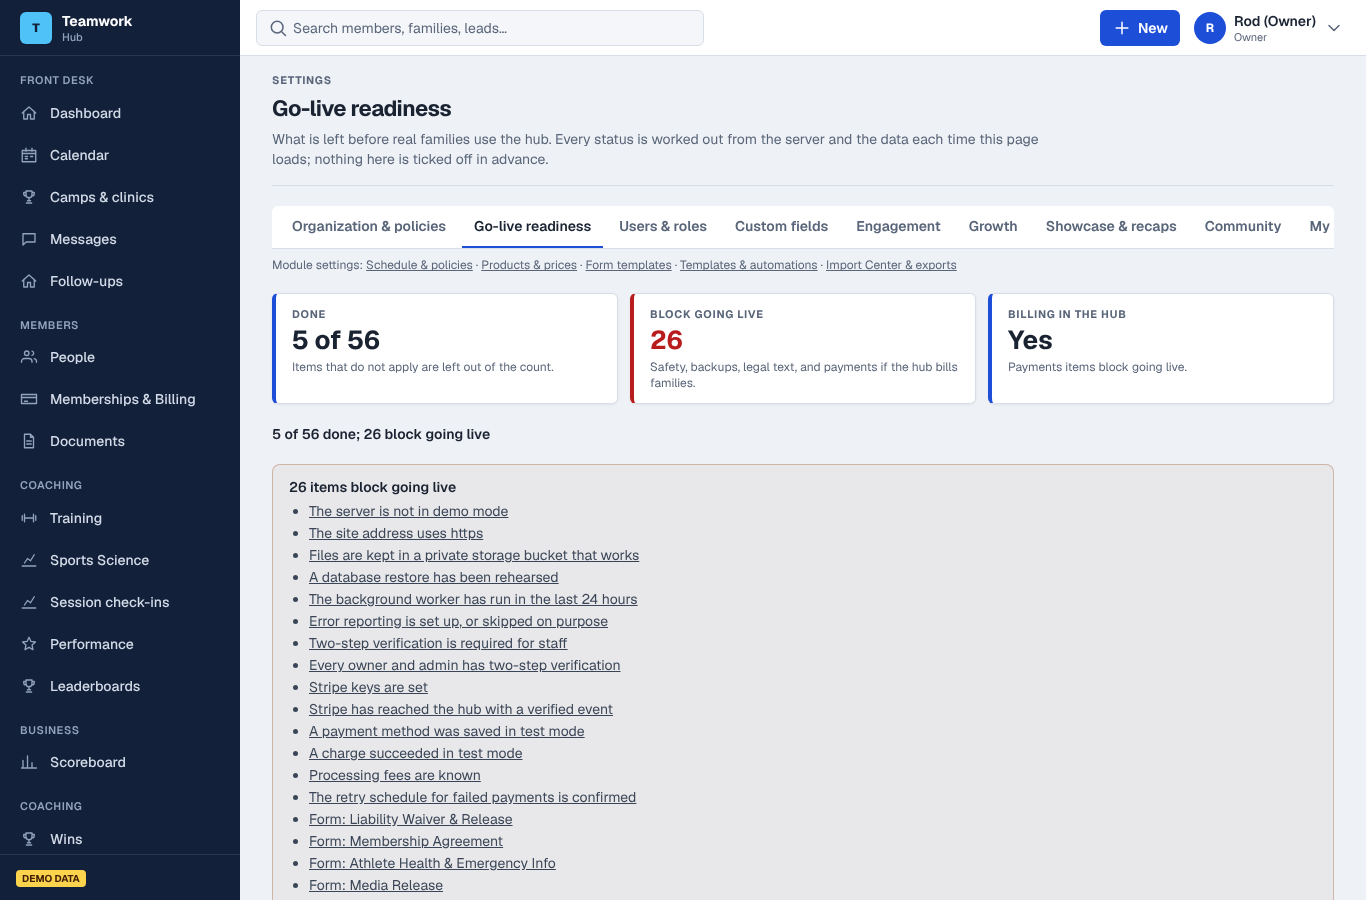 T
Teamwork
Hub
Search members, families, leads...
New
R
Rod (Owner)
Owner
FRONT DESK
Dashboard
Calendar
Camps & clinics
Messages
Follow-ups
MEMBERS
People
Memberships & Billing
Documents
COACHING
Training
Sports Science
Session check-ins
Performance
Leaderboards
BUSINESS
Scoreboard
COACHING
Wins
DEMO DATA
SETTINGS
Go-live readiness
What is left before real families use the hub. Every status is worked out from the server and the data each time this page
loads; nothing here is ticked off in advance.
Organization & policies Go-live readiness Users & roles Custom fields Engagement Growth Showcase & recaps Community My
Module settings: Schedule & policies · Products & prices · Form templates · Templates & automations · Import Center & exports
DONE
5 of 56
Items that do not apply are left out of the count.
BLOCK GOING LIVE
26
Safety, backups, legal text, and payments if the hub bills
families.
BILLING IN THE HUB
Yes
Payments items block going live.
5 of 56 done; 26 block going live
26 items block going live
The server is not in demo mode
The site address uses https
Files are kept in a private storage bucket that works
A database restore has been rehearsed
The background worker has run in the last 24 hours
Error reporting is set up, or skipped on purpose
Two-step verification is required for staff
Every owner and admin has two-step verification
Stripe keys are set
Stripe has reached the hub with a verified event
A payment method was saved in test mode
A charge succeeded in test mode
Processing fees are known
The retry schedule for failed payments is confirmed
Form: Liability Waiver & Release
Form: Membership Agreement
Form: Athlete Health & Emergency Info
Form: Media Release